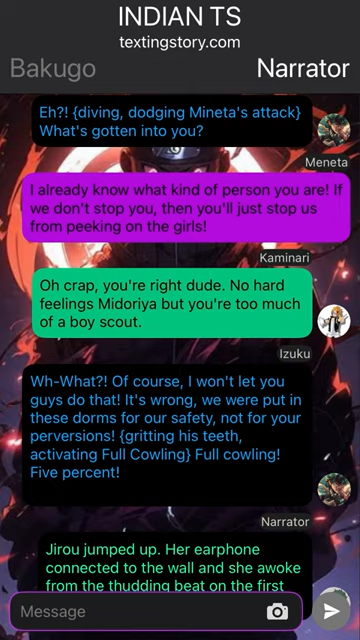 INDIAN TS
textingstory.com
Bakugo
Narrator
Eh?! {diving, dodging Mineta's attack}
What's gotten into you?
Meneta
I already know what kind of person you are! If
we don't stop you, then you'll just stop us
from peeking on the girls!
Kaminari
Oh crap, you're right dude. No hard
feelings Midoriya but you're too much
of a boy scout.
Izuku
Wh-What?! Of course, I won't let you
guys do that! It's wrong, we were put in
these dorms for our safety, not for your
perversions! {gritting his teeth,
activating Full Cowling} Full cowling!
Five percent!
Narrator
Jirou jumped up. Her earphone
connected to the wall and she awoke
from the thudding beat on the first
Message